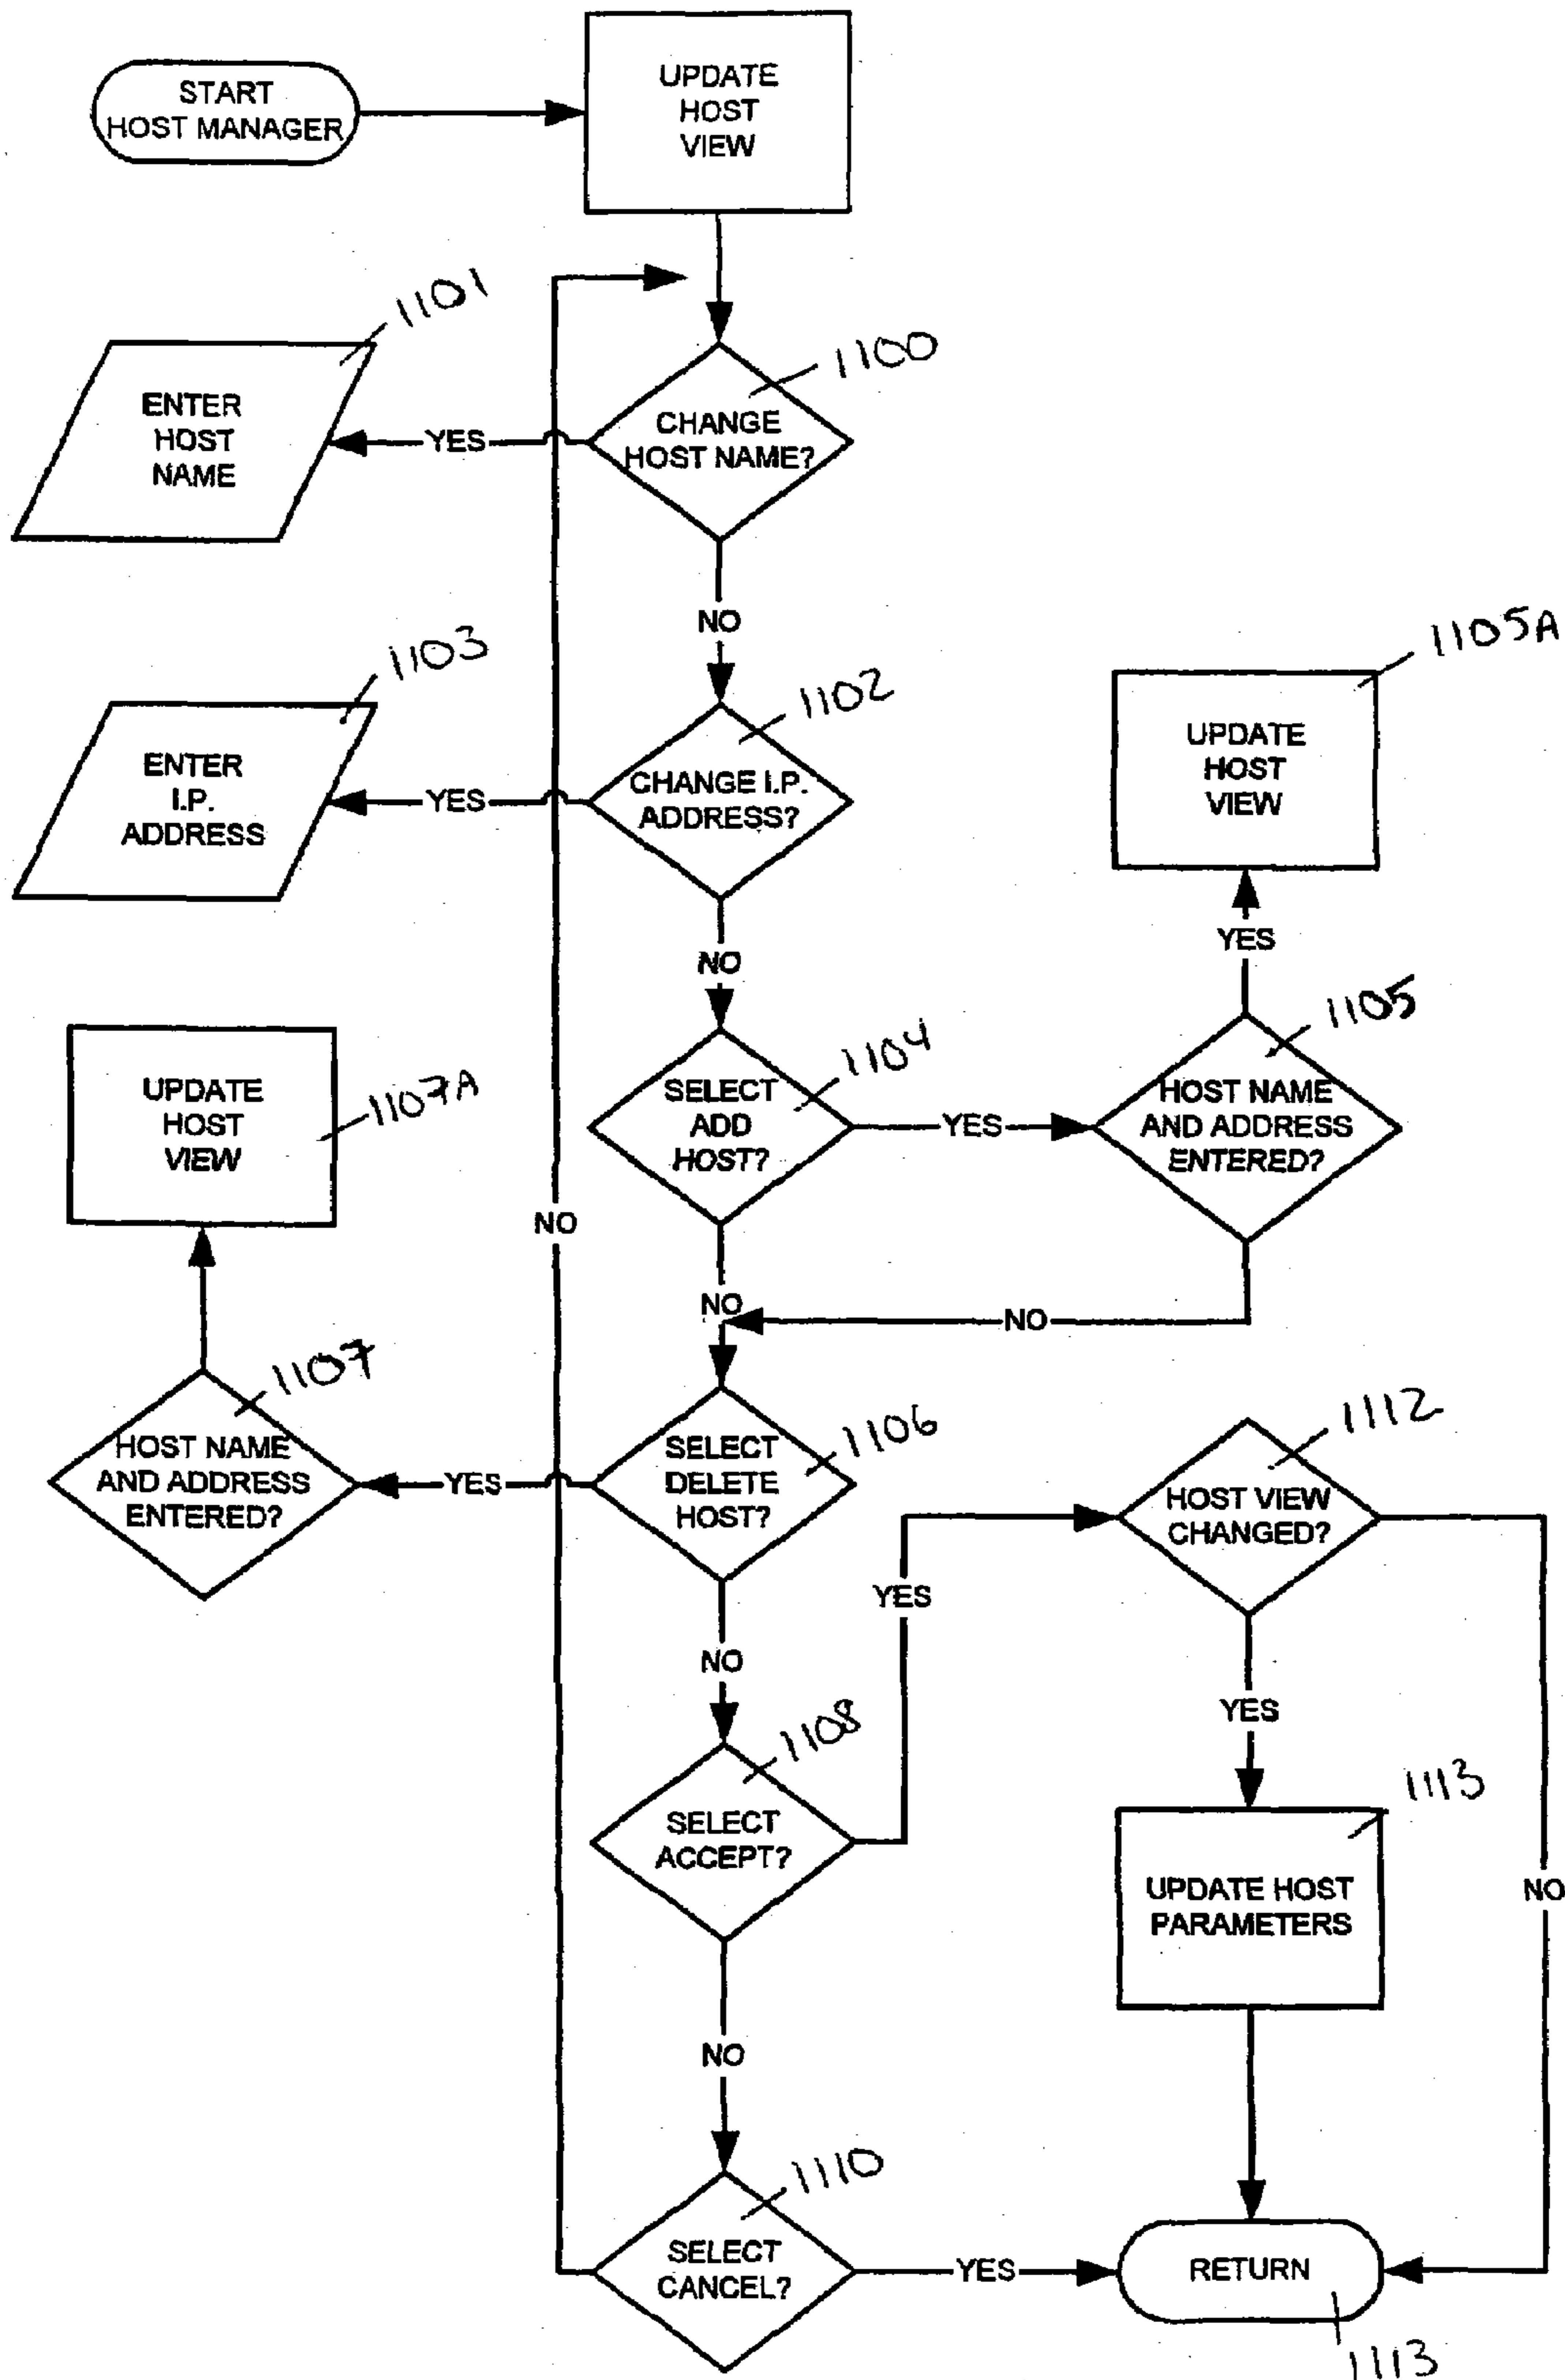 START
HOST MANAGER
UPDATE
HOST
VIEW
1101
ENTER
HOST
NAME
YES
1100
CHANGE
HOST NAME?
NO
1103
ENTER
I.P.
ADDRESS
YES
1102
CHANGE I.P.
ADDRESS?
NO
1105A
UPDATE
HOST
VIEW
YES
1104
SELECT
ADD
HOST?
YES
1105
HOST NAME
AND ADDRESS
ENTERED?
1107A
UPDATE
HOST
VIEW
NO
NO
NO
1107
HOST NAME
AND ADDRESS
ENTERED?
YES
1106
SELECT
DELETE
HOST?
NO
1112
HOST VIEW
CHANGED?
YES
YES
NO
1108
SELECT
ACCEPT?
NO
1113
UPDATE HOST
PARAMETERS
1110
SELECT
CANCEL?
YES
RETURN
1113